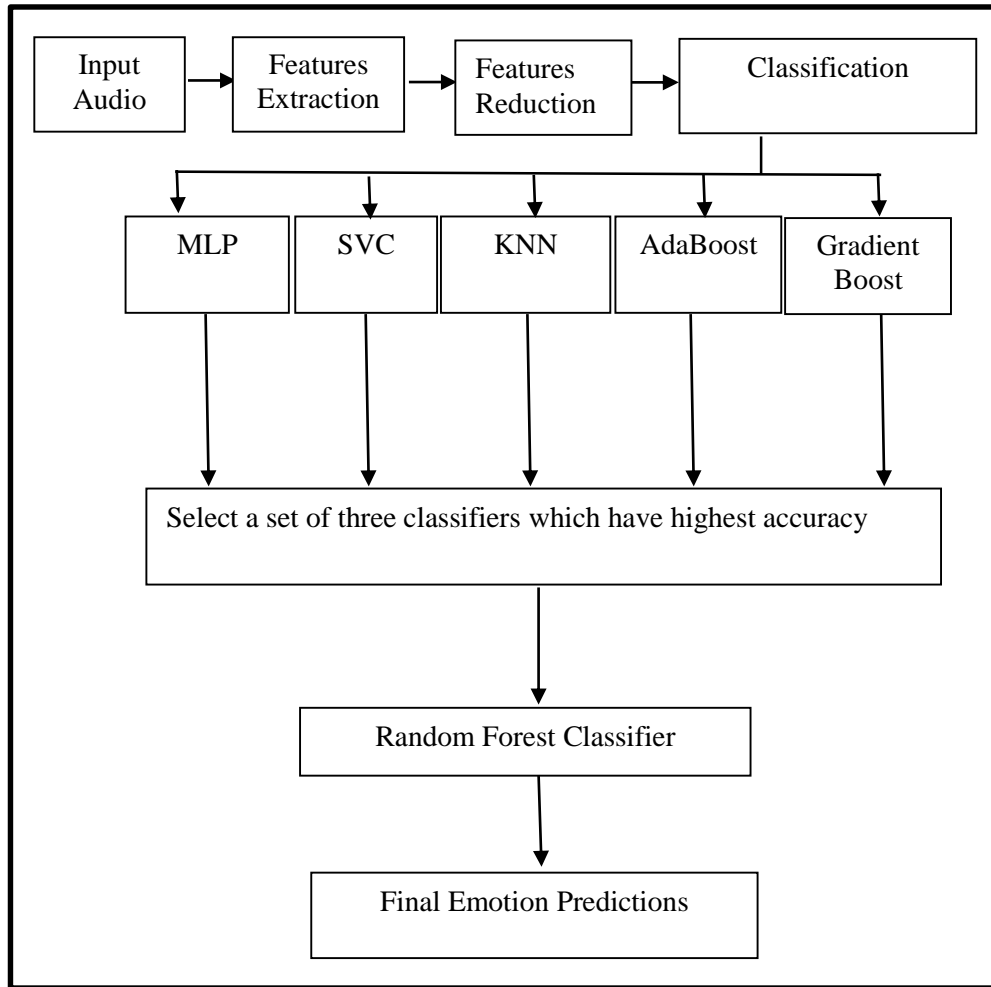 Input
Audio
Features
Extraction
Features
Reduction
Classification
MLP
SVC
KNN
AdaBoost
Gradient
Boost
Select a set of three classifiers which have highest accuracy
Random Forest Classifier
Final Emotion Predictions